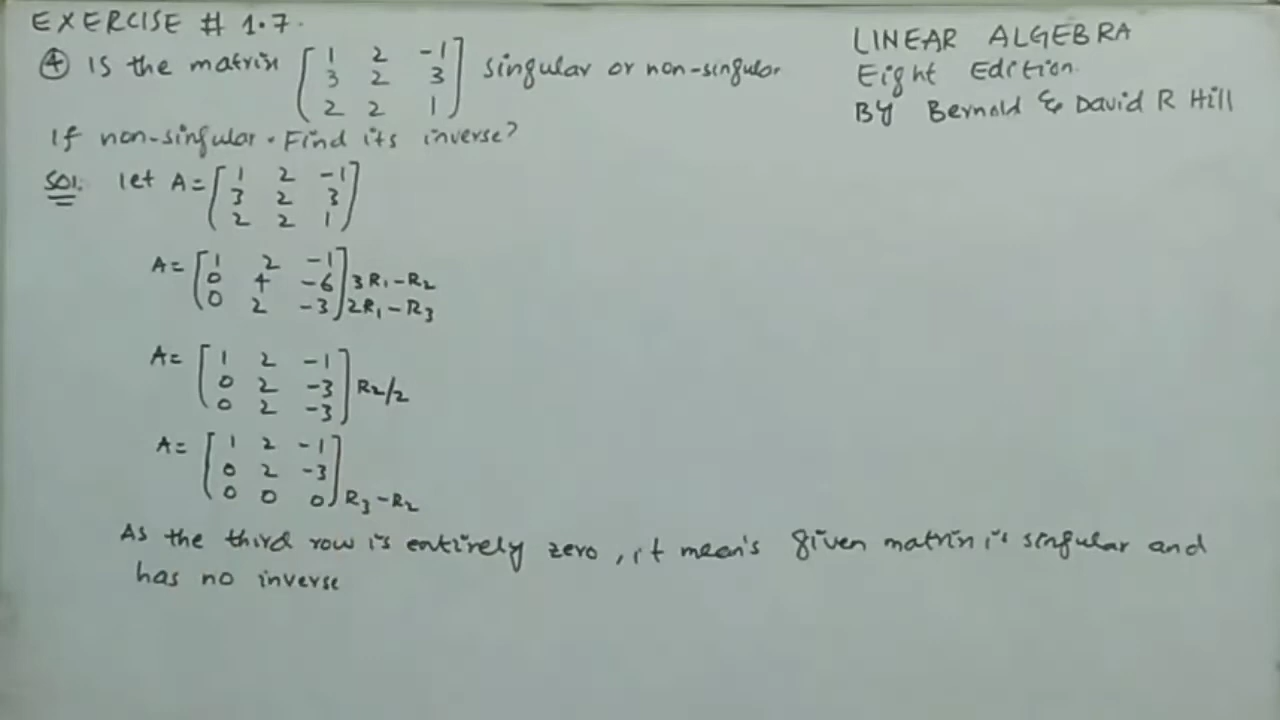 EXERCISE # 1.7.
LINEAR ALGEBRA
Eight Edition.
BY Bernold & David R Hill
④ Is the matrix [1 2 -1
3 2 3
2 2 1] singular or non-singular
If non-singular. Find its inverse?
Sol. Let A = [1 2 -1
3 2 3
2 2 1]
A = [1 2 -1
0 4 -6
0 2 -3] 3R₁-R₂
2R₁-R₃
A = [1 2 -1
0 2 -3
0 2 -3] R₂/2
A = [1 2 -1
0 2 -3
0 0 0] R₃-R₂
As the third row is entirely zero, it mean's given matrix is singular and
has no inverse